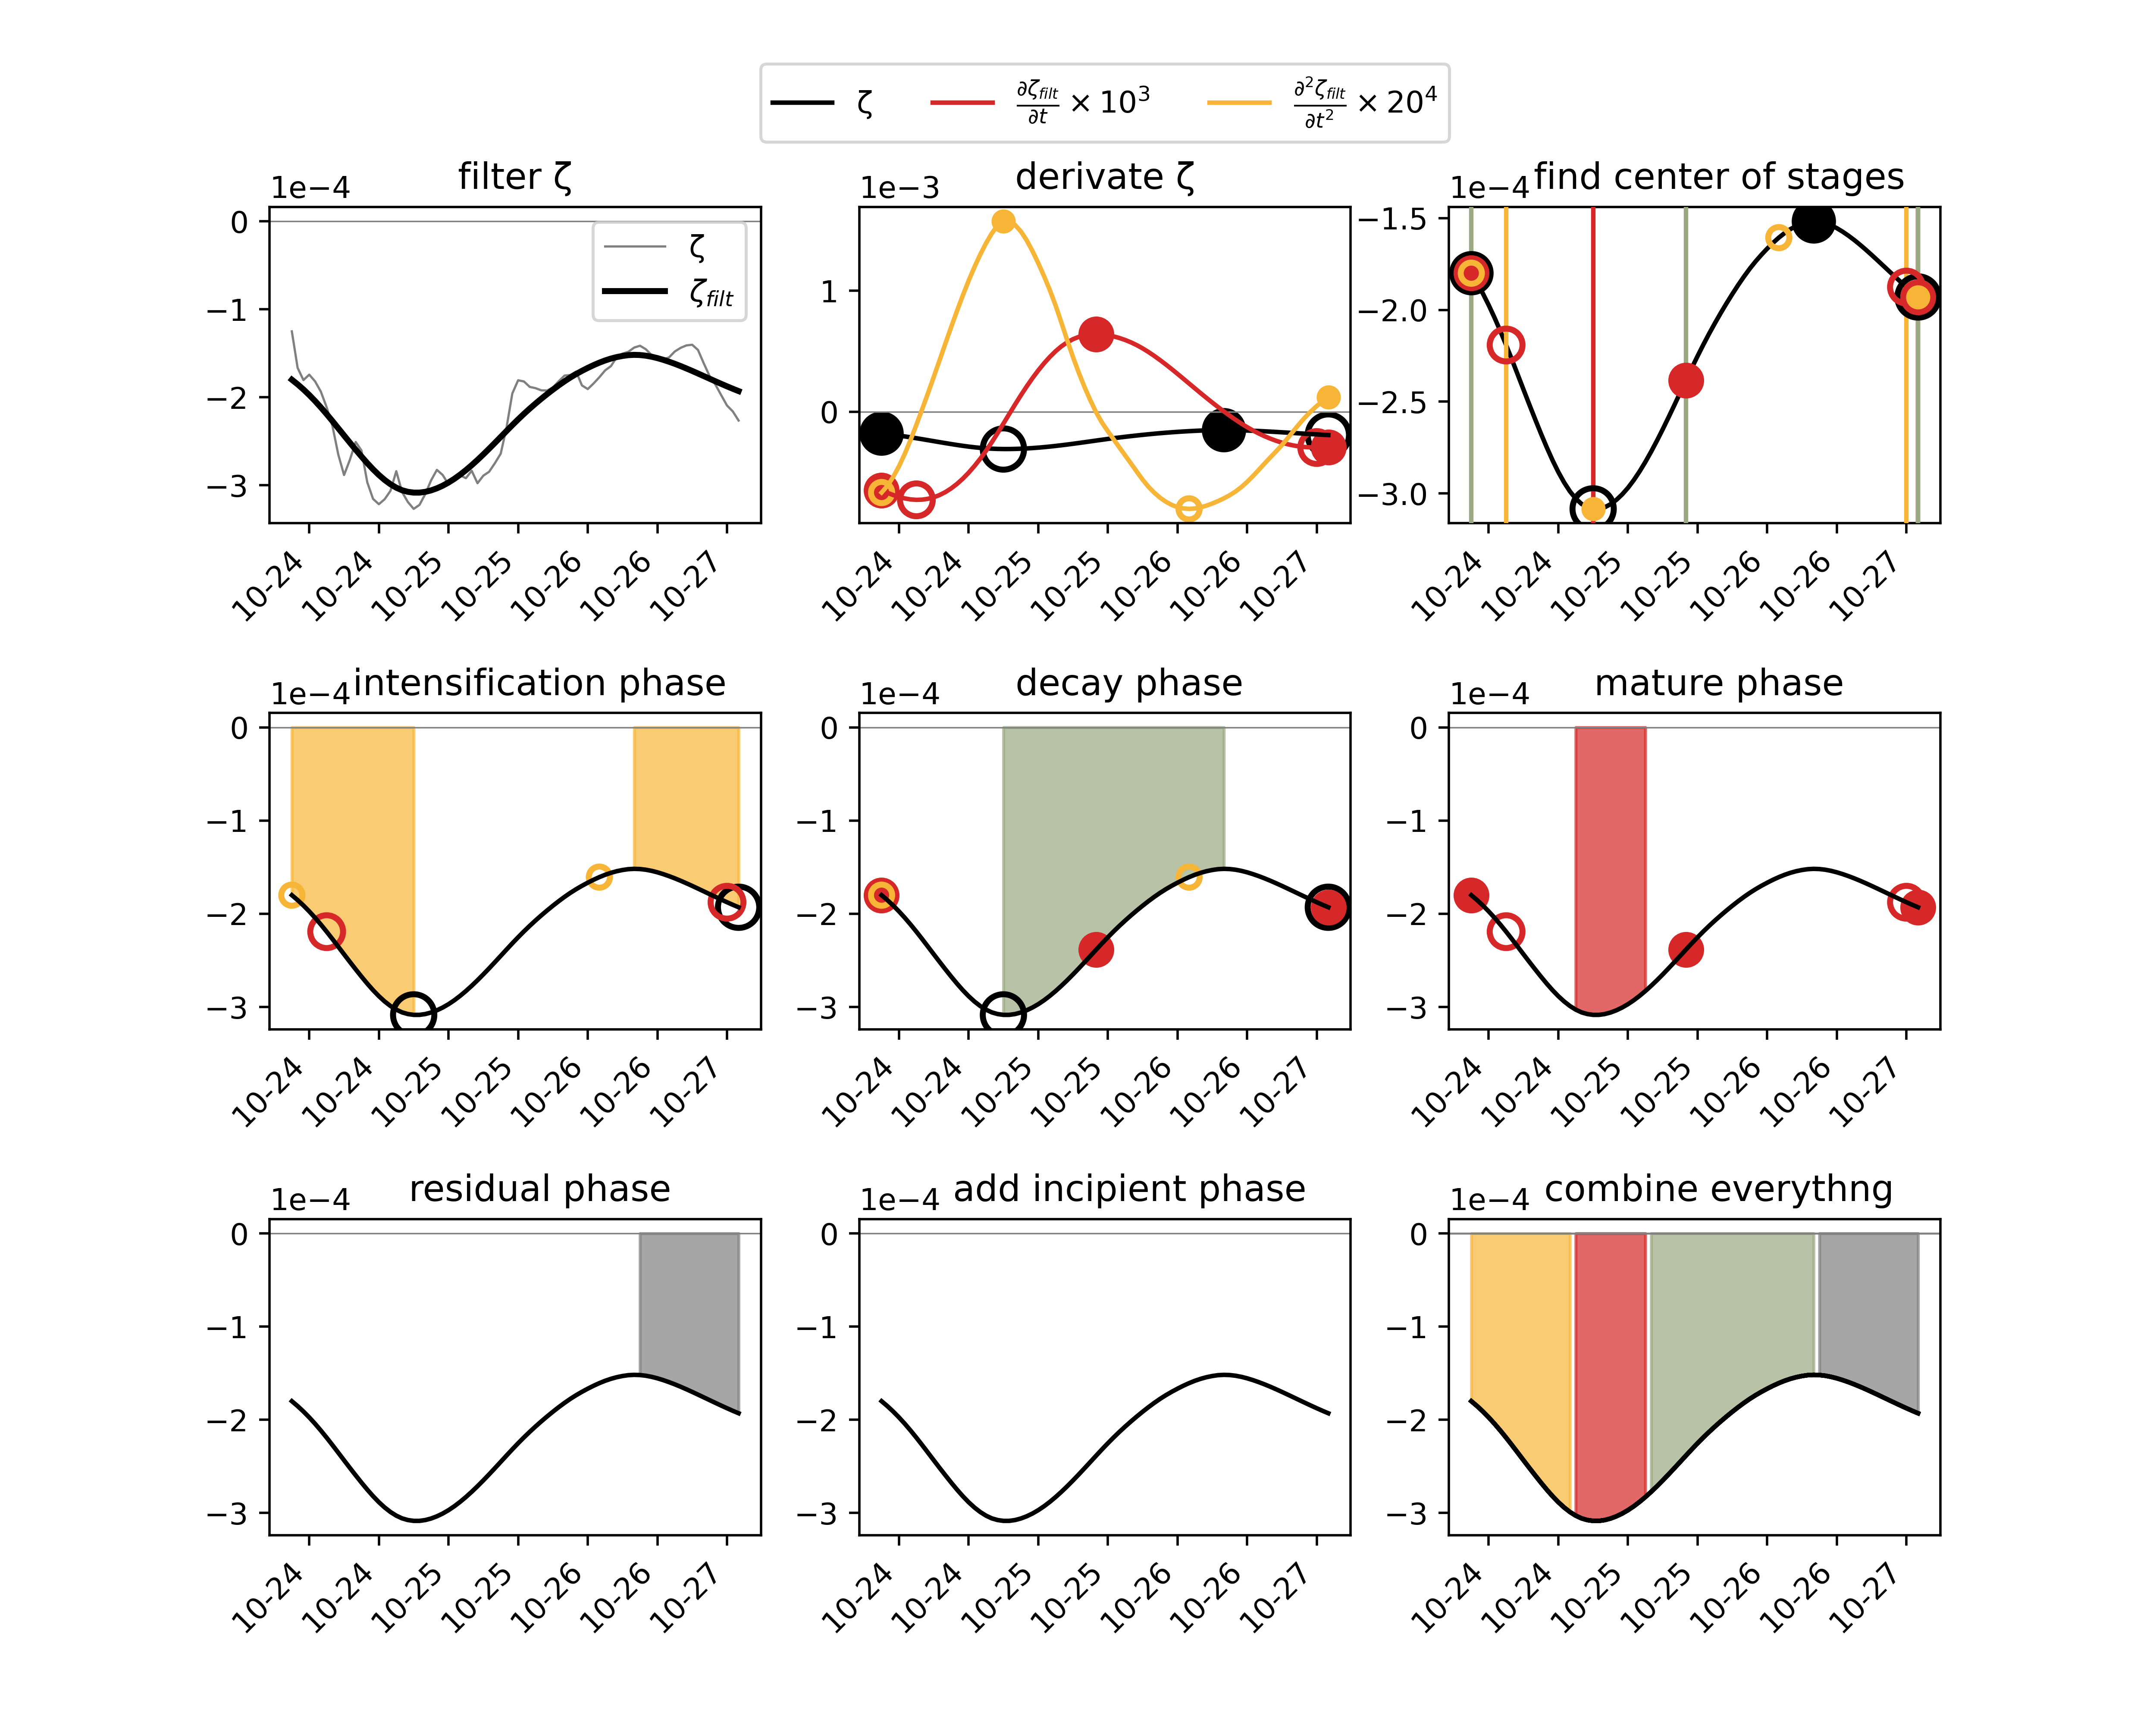 ζ ∂ζ_filt/∂t × 10³ ∂²ζ_filt/∂t² × 20⁴
filter ζ
1e−4
0
−1
−2
−3
ζ
ζ_filt
10-24 10-24 10-25 10-25 10-26 10-26 10-27
derivate ζ
1e−3
1
0
10-24 10-24 10-25 10-25 10-26 10-26 10-27
find center of stages
1e−4
−1.5
−2.0
−2.5
−3.0
10-24 10-24 10-25 10-25 10-26 10-26 10-27
intensification phase
1e−4
0
−1
−2
−3
10-24 10-24 10-25 10-25 10-26 10-26 10-27
decay phase
1e−4
0
−1
−2
−3
10-24 10-24 10-25 10-25 10-26 10-26 10-27
mature phase
1e−4
0
−1
−2
−3
10-24 10-24 10-25 10-25 10-26 10-26 10-27
residual phase
1e−4
0
−1
−2
−3
10-24 10-24 10-25 10-25 10-26 10-26 10-27
add incipient phase
1e−4
0
−1
−2
−3
10-24 10-24 10-25 10-25 10-26 10-26 10-27
combine everythng
1e−4
0
−1
−2
−3
10-24 10-24 10-25 10-25 10-26 10-26 10-27